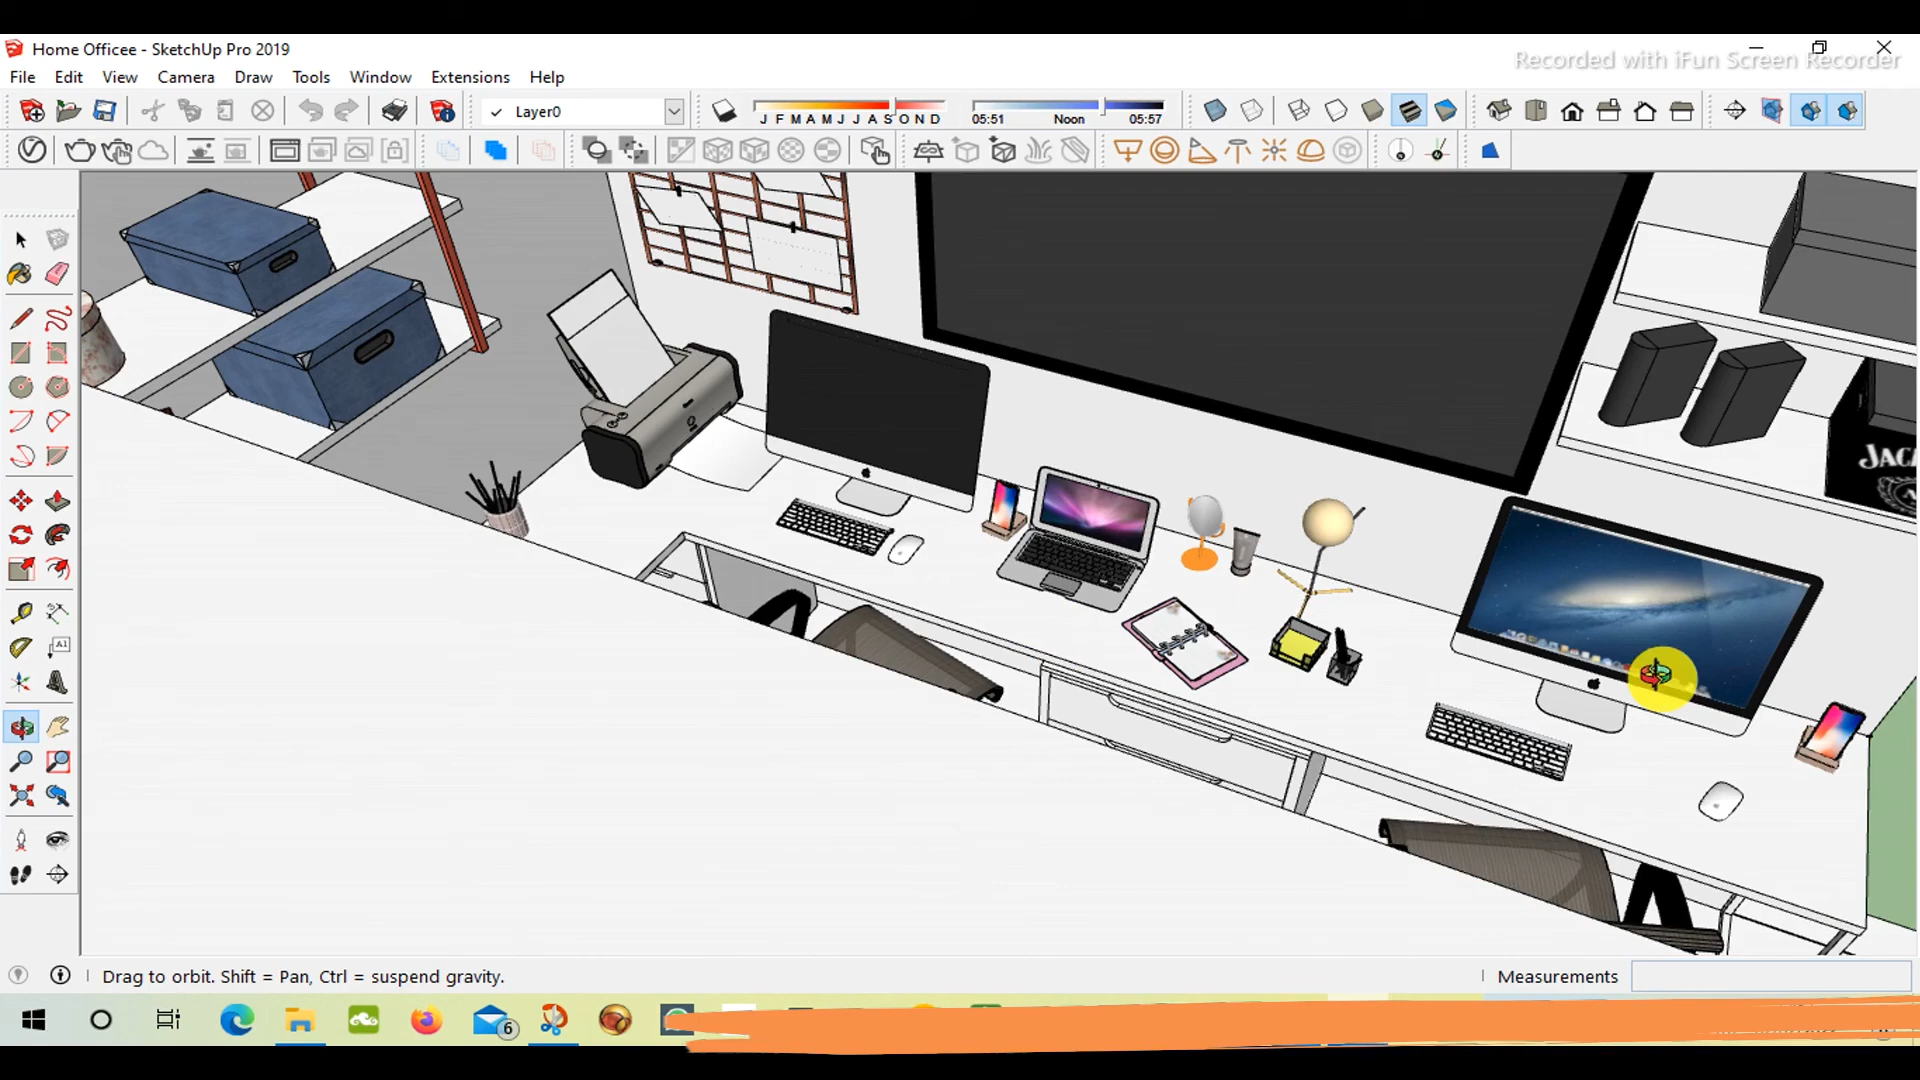 Home Officee - SketchUp Pro 2019
Recorded with iFun Screen Recorder
File Edit View Camera Draw Tools Window Extensions Help
Layer0
J F M A M J J A S O N D
05:51 Noon 05:57
A1
JAC
Drag to orbit. Shift = Pan, Ctrl = suspend gravity.
Measurements
6